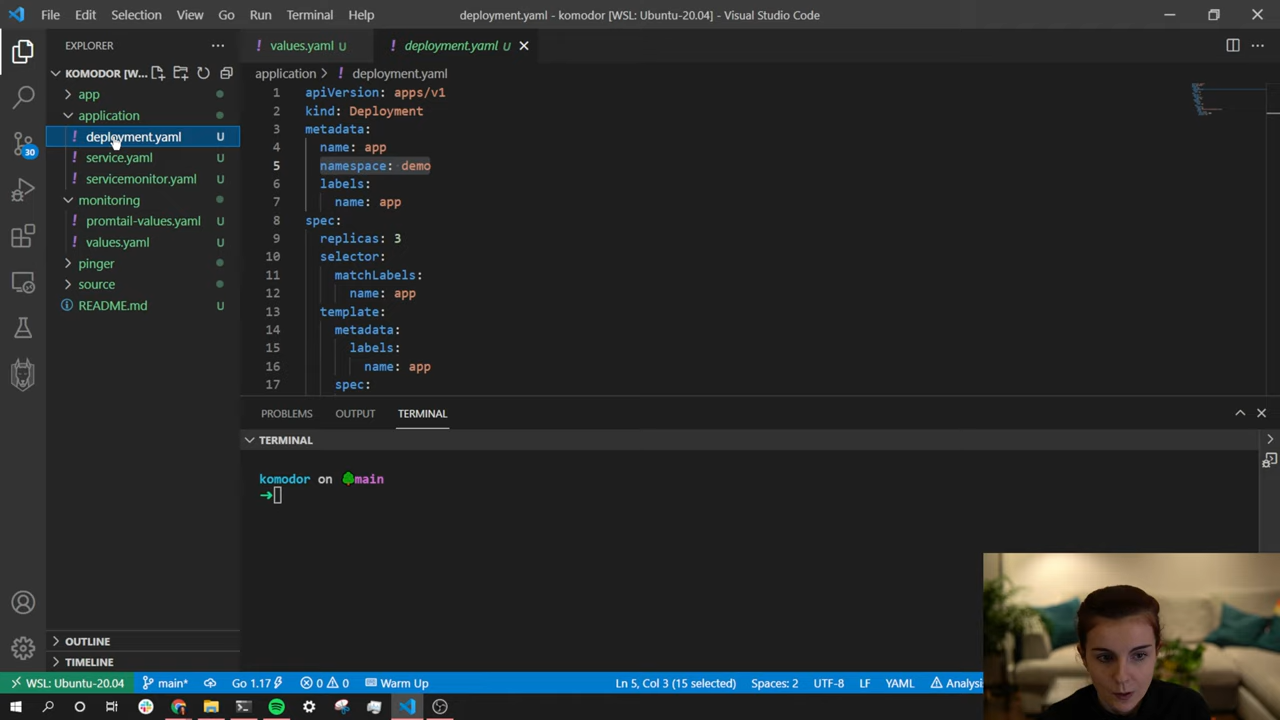 File Edit Selection View Go Run Terminal Help deployment.yaml - komodor [WSL: Ubuntu-20.04] - Visual Studio Code
EXPLORER
KOMODOR [W...
app
application
deployment.yaml U
service.yaml U
servicemonitor.yaml U
monitoring
promtail-values.yaml U
values.yaml U
pinger
source
README.md U
OUTLINE
TIMELINE
30
values.yaml U deployment.yaml U
application > deployment.yaml
1 apiVersion: apps/v1
2 kind: Deployment
3 metadata:
4 name: app
5 namespace: demo
6 labels:
7 name: app
8 spec:
9 replicas: 3
10 selector:
11 matchLabels:
12 name: app
13 template:
14 metadata:
15 labels:
16 name: app
17 spec:
PROBLEMS OUTPUT TERMINAL
TERMINAL
komodor on main
WSL: Ubuntu-20.04 main* Go 1.17 0 0 Warm Up Ln 5, Col 3 (15 selected) Spaces: 2 UTF-8 LF YAML Analysi